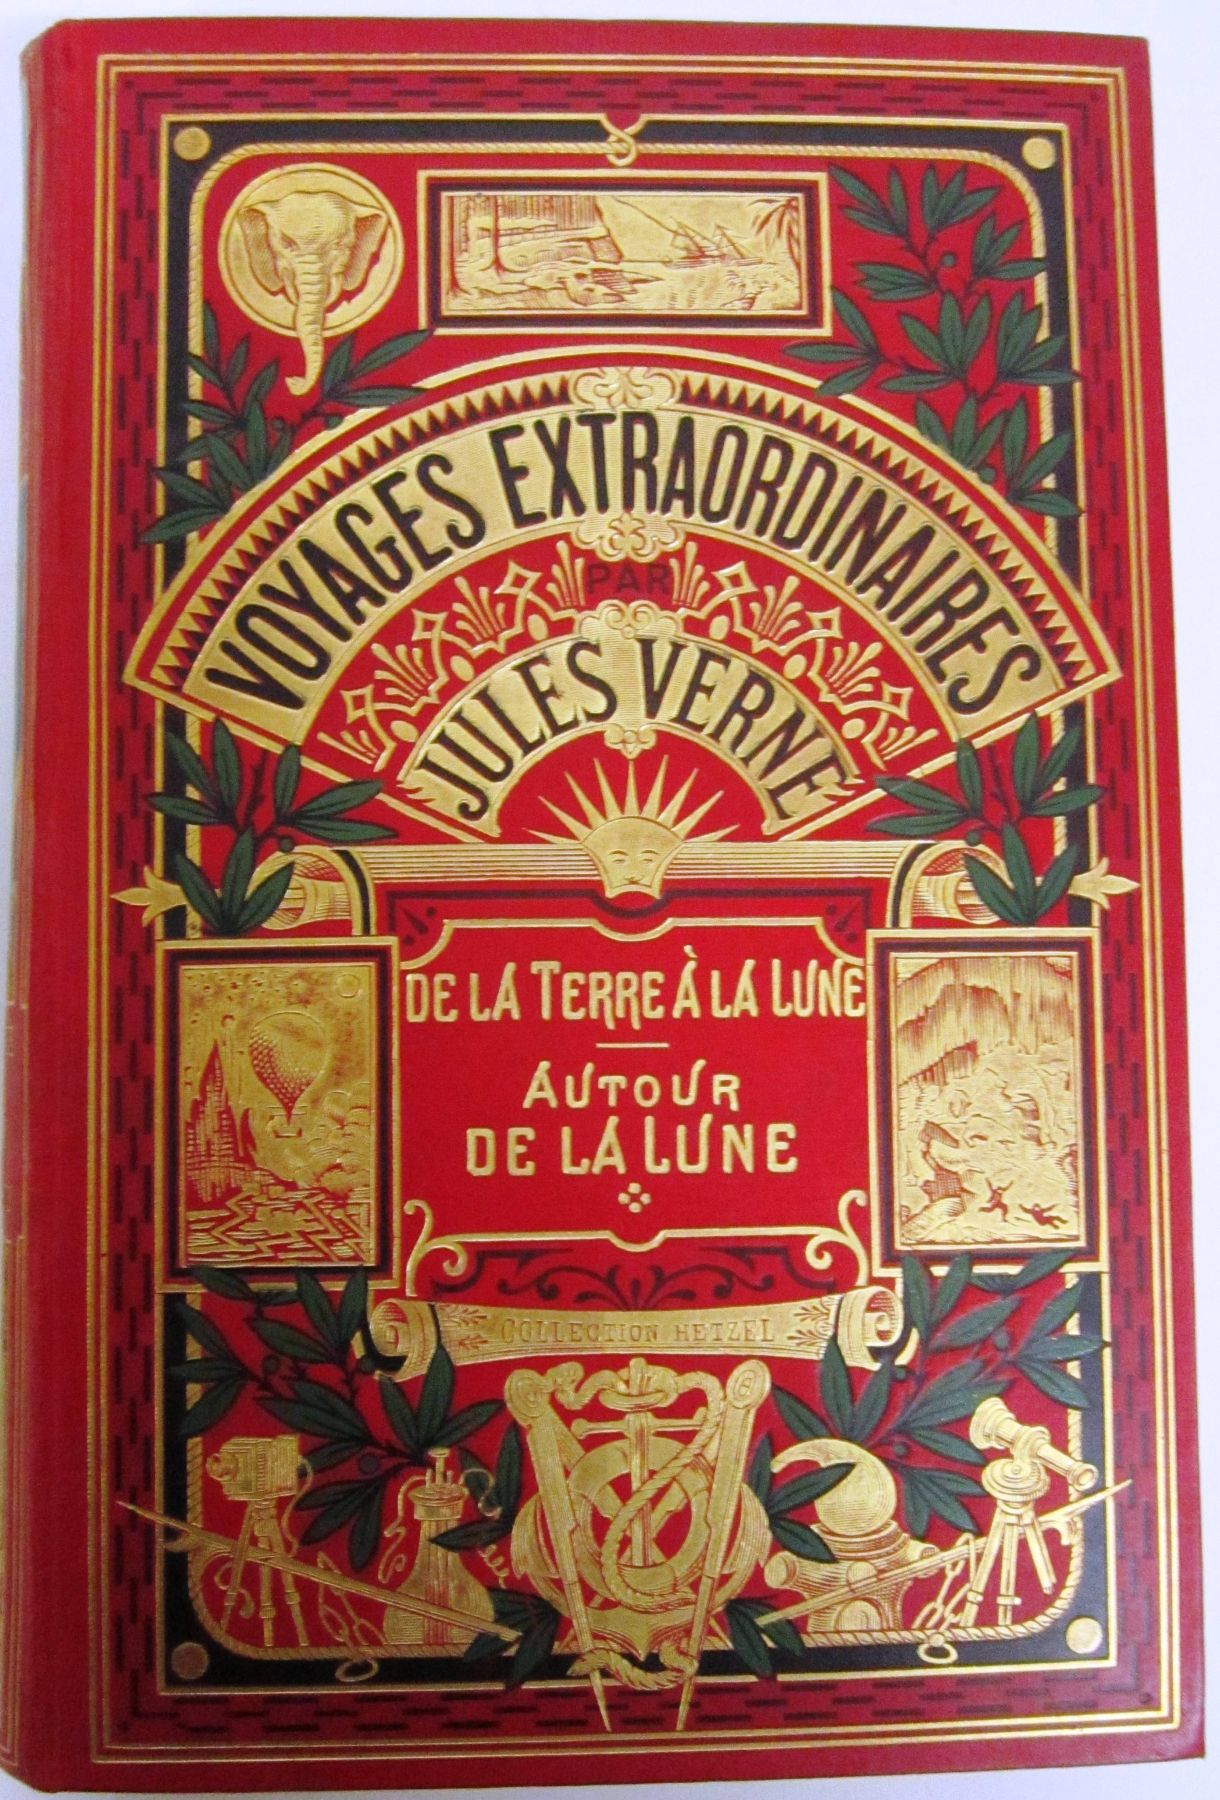 VOYAGES EXTRAORDINAIRES
PAR
JULES VERNE
DE LA TERRE À LA LUNE
AUTOUR
DE LA LUNE
COLLECTION HETZEL